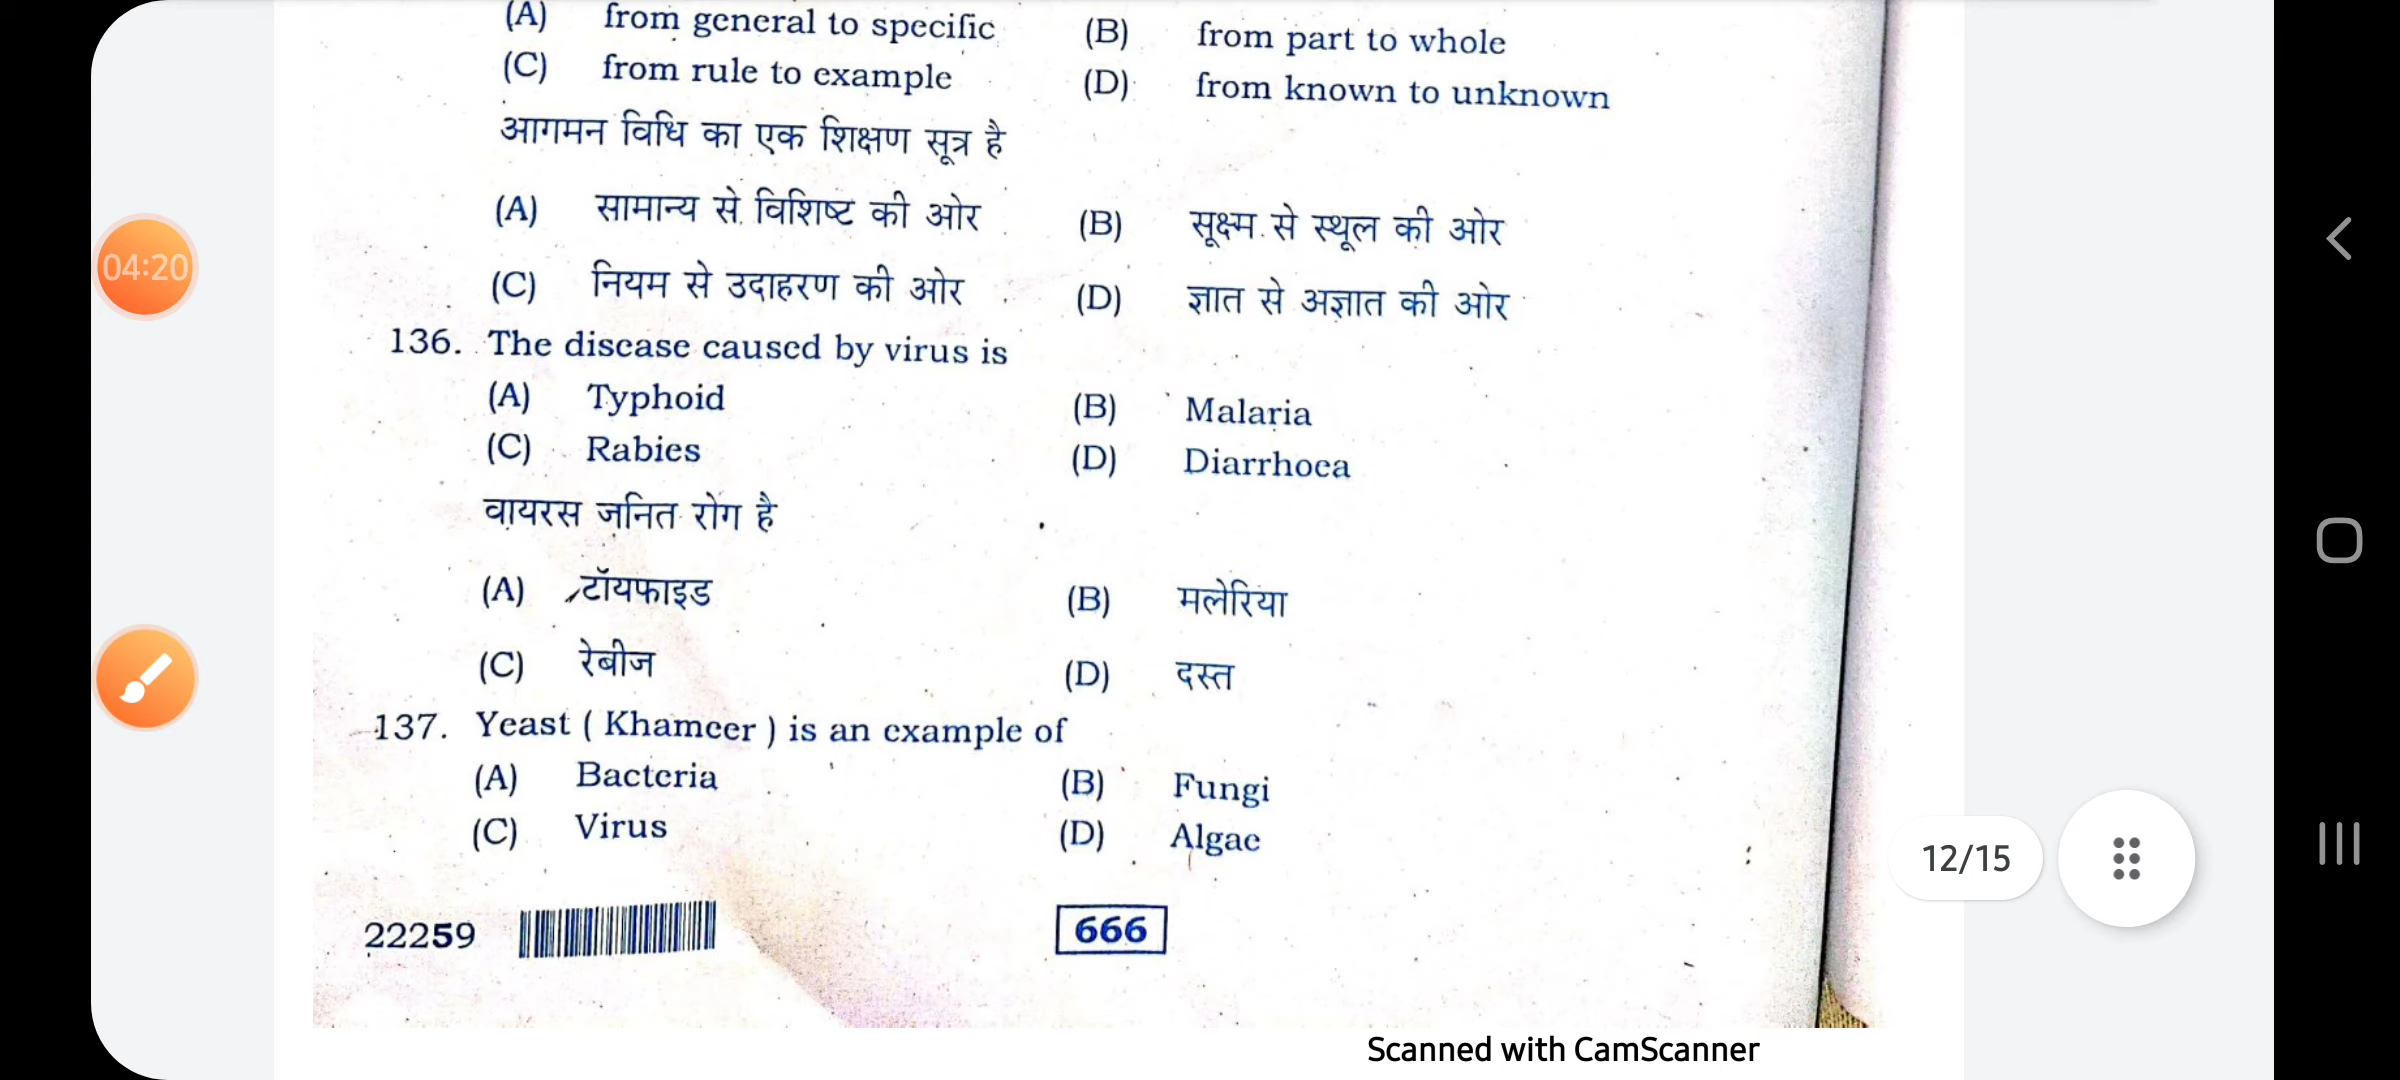 (A) from general to specific (B) from part to whole
(C) from rule to example (D) from known to unknown
आगमन विधि का एक शिक्षण सूत्र है
(A) सामान्य से विशिष्ट की ओर (B) सूक्ष्म से स्थूल की ओर
(C) नियम से उदाहरण की ओर (D) ज्ञात से अज्ञात की ओर
04:20
136. The disease caused by virus is
(A) Typhoid (B) Malaria
(C) Rabies (D) Diarrhoea
वायरस जनित रोग है
(A) टॉयफाइड (B) मलेरिया
(C) रेबीज (D) दस्त
137. Yeast ( Khameer ) is an example of
(A) Bacteria (B) Fungi
(C) Virus (D) Algae
12/15
22259 666
Scanned with CamScanner